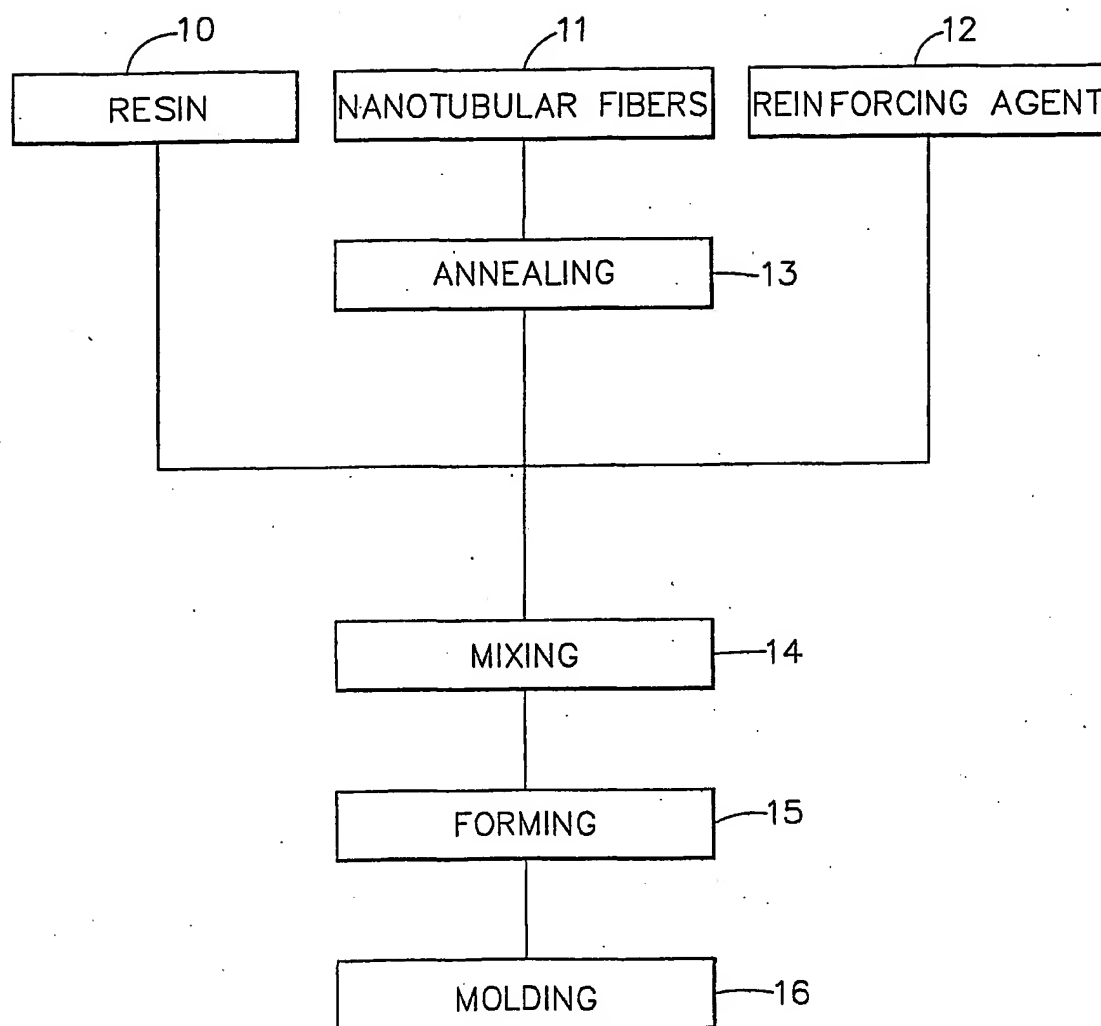 10
11
12
RESIN
NANOTUBULAR FIBERS
REINFORCING AGENT
ANNEALING
13
MIXING
14
FORMING
15
MOLDING
16